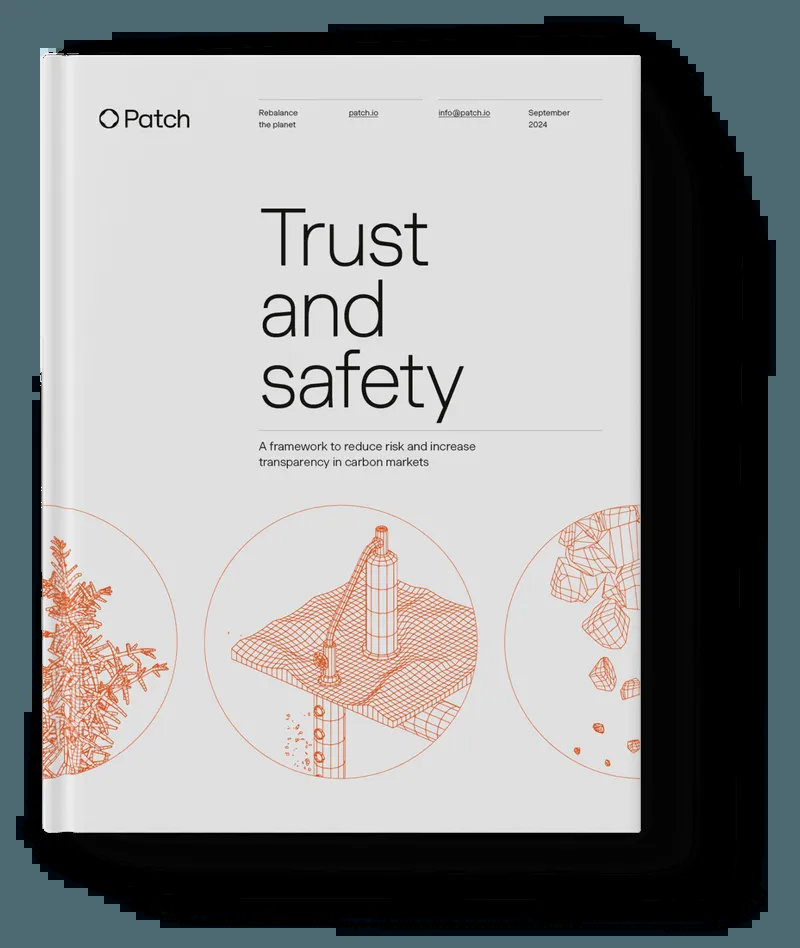 Patch
Rebalance
the planet
patch.io
info@patch.io
September
2024
Trust
and
safety
A framework to reduce risk and increase
transparency in carbon markets